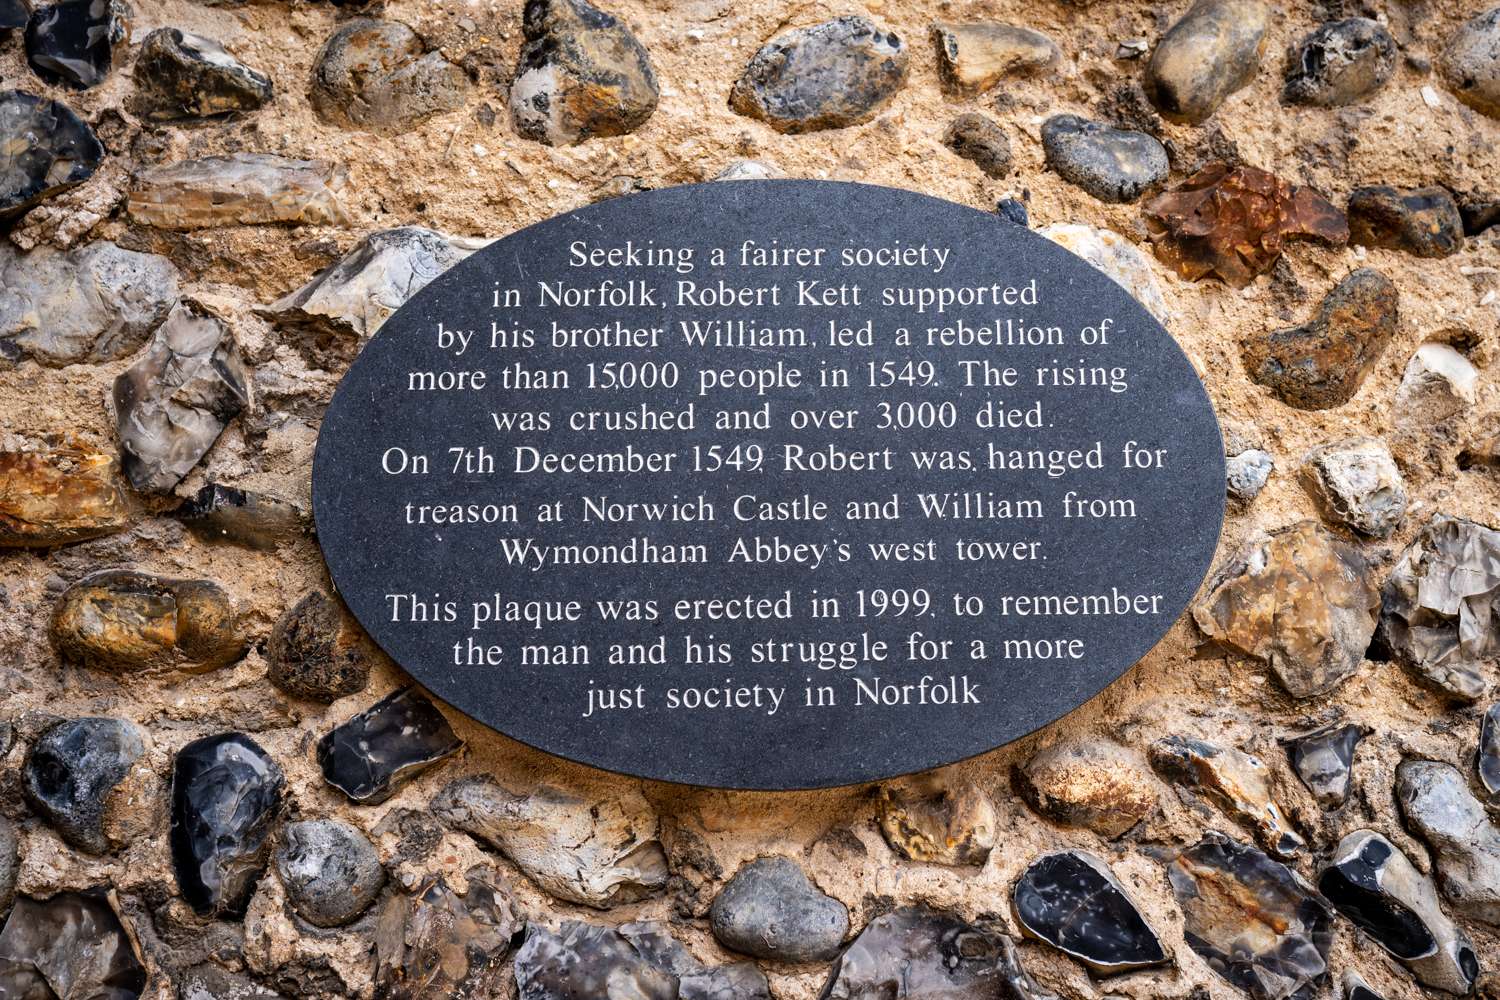 Seeking a fairer society
in Norfolk, Robert Kett supported
by his brother William, led a rebellion of
more than 15,000 people in 1549. The rising
was crushed and over 3,000 died.
On 7th December 1549, Robert was, hanged for
treason at Norwich Castle and William from
Wymondham Abbey's west tower.
This plaque was erected in 1999, to remember
the man and his struggle for a more
just society in Norfolk